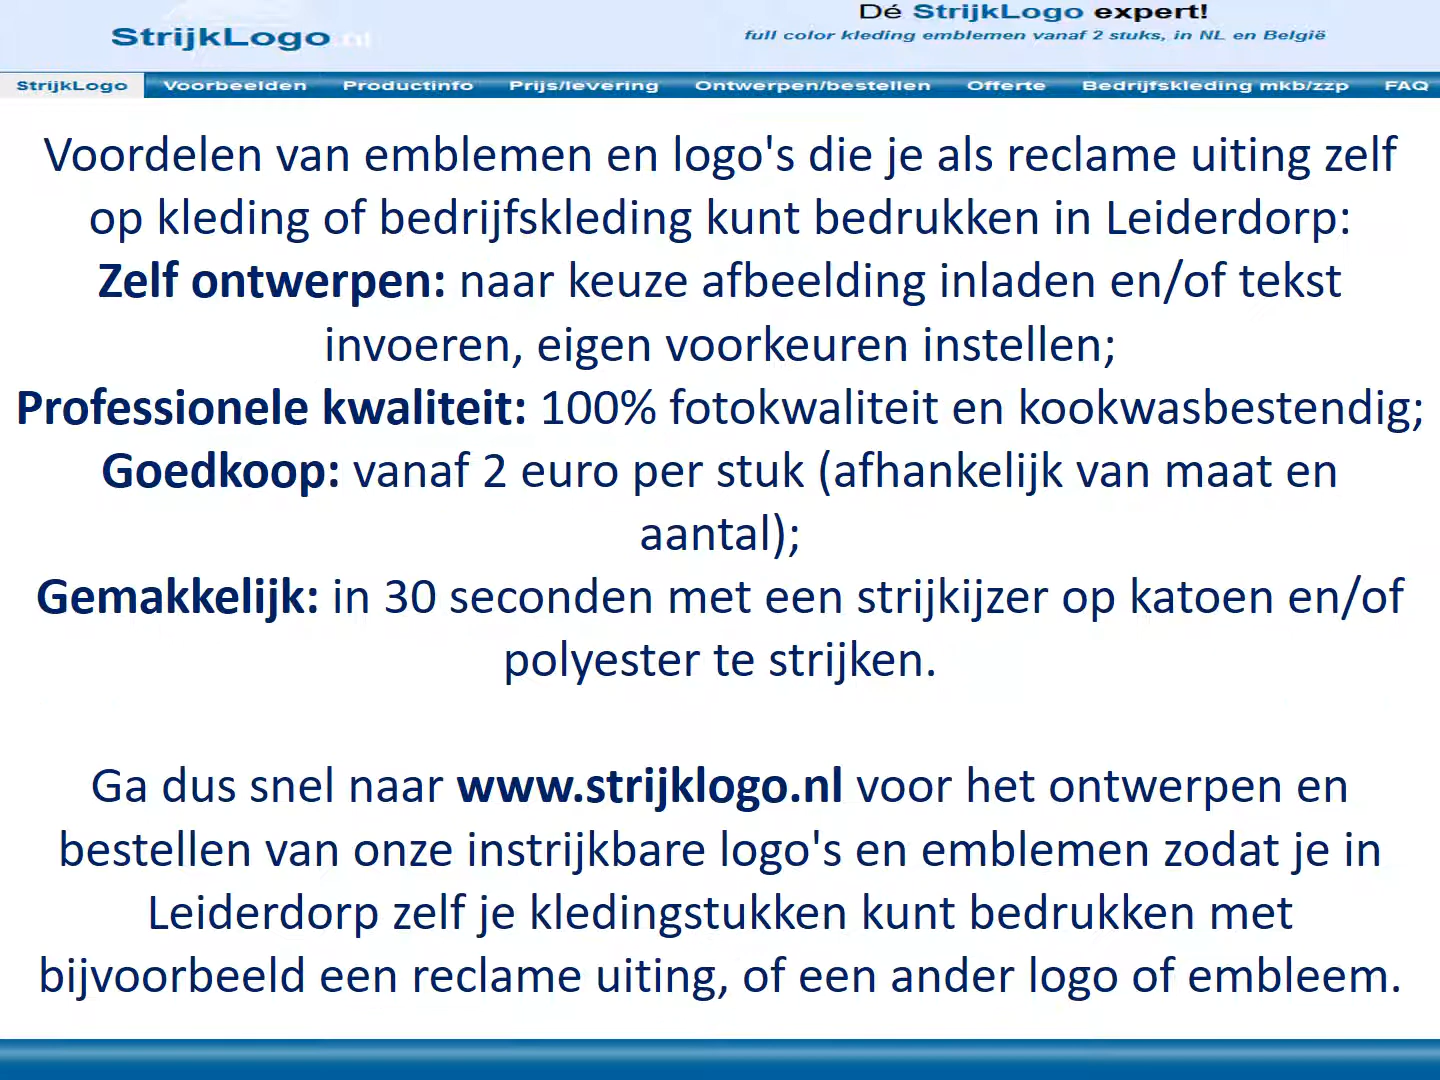 StrijkLogo.nl
Dé StrijkLogo expert!
full color kleding emblemen vanaf 2 stuks, in NL en België
StrijkLogo Voorbeelden Productinfo Prijs/levering Ontwerpen/bestellen Offerte Bedrijfskleding mkb/zzp FAQ
Voordelen van emblemen en logo's die je als reclame uiting zelf
op kleding of bedrijfskleding kunt bedrukken in Leiderdorp:
Zelf ontwerpen: naar keuze afbeelding inladen en/of tekst
invoeren, eigen voorkeuren instellen;
Professionele kwaliteit: 100% fotokwaliteit en kookwasbestendig;
Goedkoop: vanaf 2 euro per stuk (afhankelijk van maat en
aantal);
Gemakkelijk: in 30 seconden met een strijkijzer op katoen en/of
polyester te strijken.
Ga dus snel naar www.strijklogo.nl voor het ontwerpen en
bestellen van onze instrijkbare logo's en emblemen zodat je in
Leiderdorp zelf je kledingstukken kunt bedrukken met
bijvoorbeeld een reclame uiting, of een ander logo of embleem.